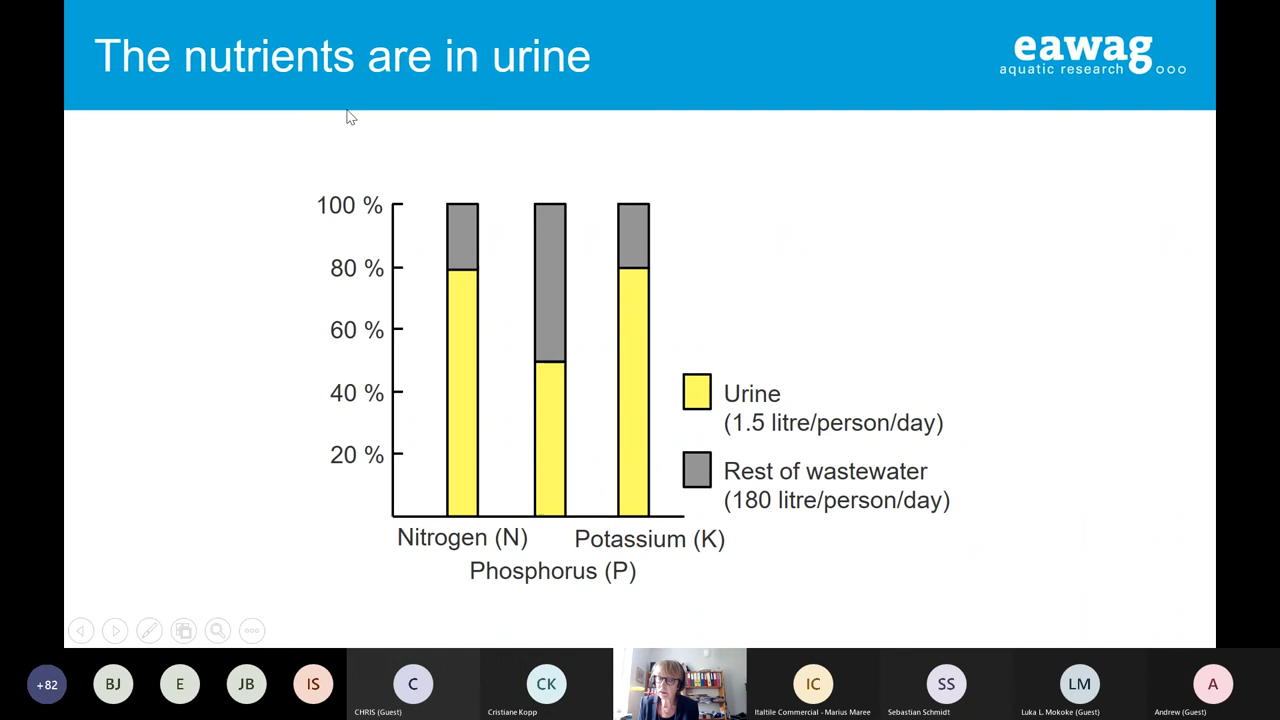 The nutrients are in urine
eawag
aquatic research
100 %
80 %
60 %
40 %
20 %
Urine
(1.5 litre/person/day)
Rest of wastewater
(180 litre/person/day)
Nitrogen (N)
Potassium (K)
Phosphorus (P)
+82
BJ
E
JB
IS
C
CK
IC
SS
LM
A
CHRIS (Guest)
Cristiane Kopp
Italtile Commercial - Marius Maree
Sebastian Schmidt
Luka L. Mokoke (Guest)
Andrew (Guest)